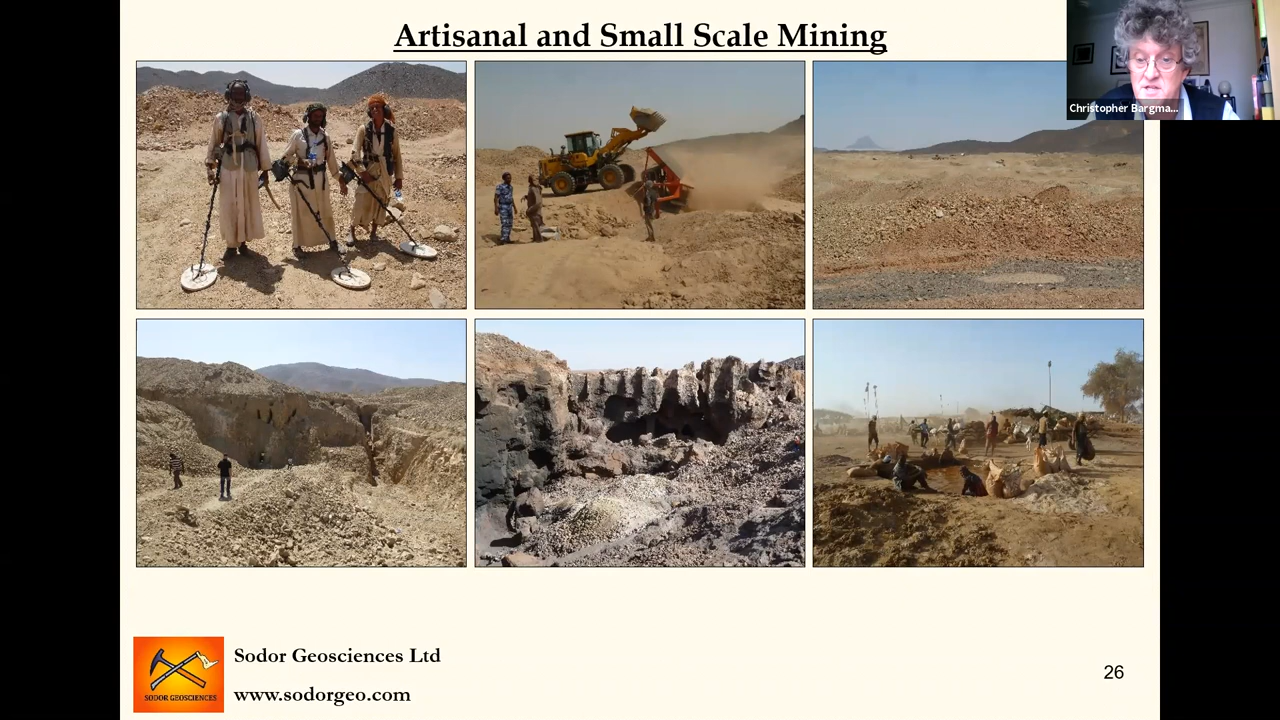 Artisanal and Small Scale Mining
Christopher Bargma...
SODOR GEOSCIENCES
Sodor Geosciences Ltd
www.sodorgeo.com
26